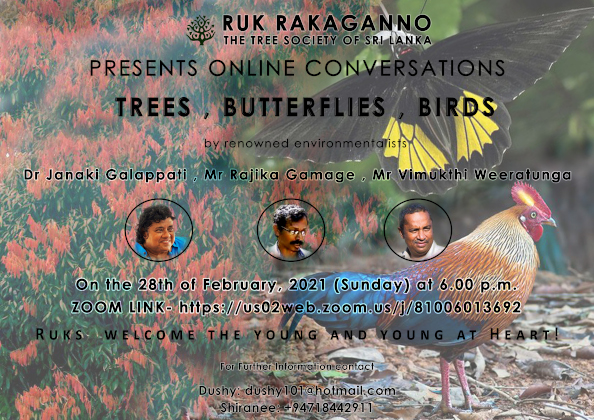 RUK RAKAGANNO
THE TREE SOCIETY OF SRI LANKA
PRESENTS ONLINE CONVERSATIONS
TREES , BUTTERFLIES , BIRDS
by renowned environmentalists
Dr Janaki Galappati , Mr Rajika Gamage , Mr Vimukthi Weeratunga
On the 28th of February, 2021 (Sunday) at 6.00 p.m.
ZOOM LINK- https://us02web.zoom.us/j/81006013692
RUKS- WELCOME THE YOUNG AND YOUNG AT HEART!
For Further Information contact
Dushy: dushy101@hotmail.com
Shiranee: +94718442911